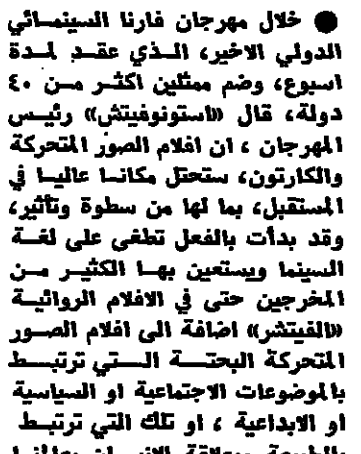 ● خلال مهرجان فارنا السينمائي
الدولي الاخير، الذي عقد لمدة
اسبوع، وضم ممثلين اكثر من ٤٠
دولة، قال «استونوفيتش» رئيس
المهرجان ، ان افلام الصور المتحركة
والكارتون، ستحتل مكانا عاليا في
المستقبل، بما لها من سطوة وتأثير،
وقد بدأت بالفعل تطغى على لغة
السينما ويستعين بها الكثير من
المخرجين حتى في الافلام الروائية
«الفيتشر» اضافة الى افلام الصور
المتحركة البحتة التي ترتبط
بالموضوعات الاجتماعية او السياسية
او الابداعية ، او تلك التي ترتبط